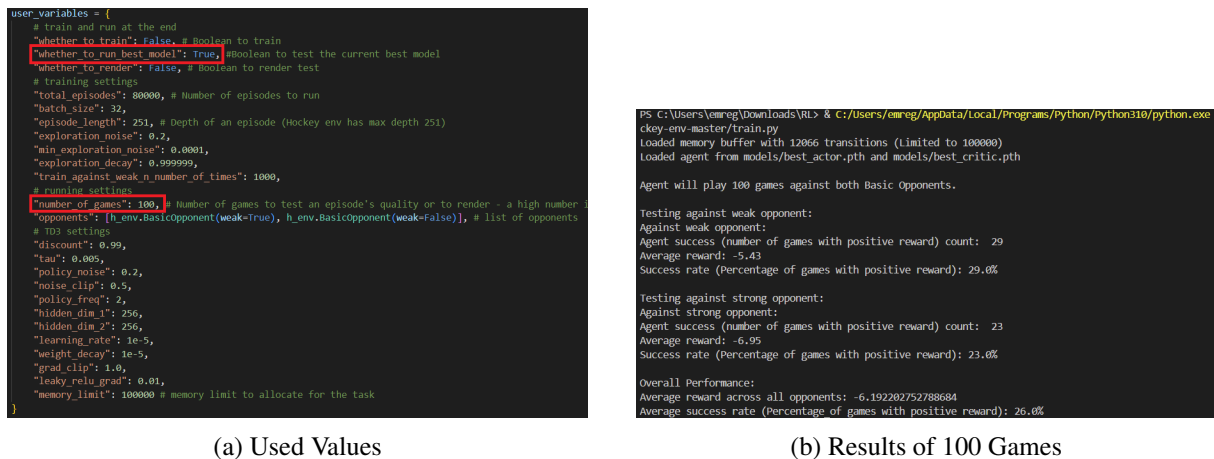 user_variables = {
# train and run at the end
"whether_to_train": False, # Boolean to train
"whether_to_run_best_model": True, #Boolean to test the current best model
"whether_to_render": False, # Boolean to render test
# training settings
"total_episodes": 80000, # Number of episodes to run
"batch_size": 32,
"episode_length": 251, # Depth of an episode (Hockey env has max depth 251)
"exploration_noise": 0.2,
"min_exploration_noise": 0.0001,
"exploration_decay": 0.999999,
"train_against_weak_n_number_of_times": 1000,
# running settings
"number_of_games": 100, # Number of games to test an episode's quality or to render - a high number i
"opponents": [h_env.BasicOpponent(weak=True), h_env.BasicOpponent(weak=False)], # list of opponents
# TD3 settings
"discount": 0.99,
"tau": 0.005,
"policy_noise": 0.2,
"noise_clip": 0.5,
"policy_freq": 2,
"hidden_dim_1": 256,
"hidden_dim_2": 256,
"learning_rate": 1e-5,
"weight_decay": 1e-5,
"grad_clip": 1.0,
"leaky_relu_grad": 0.01,
"memory_limit": 100000 # memory limit to allocate for the task
}
(a) Used Values
PS C:\Users\emreg\Downloads\RL> & C:/Users/emreg/AppData/Local/Programs/Python/Python310/python.exe
ckey-env-master/train.py
Loaded memory buffer with 12066 transitions (Limited to 100000)
Loaded agent from models/best_actor.pth and models/best_critic.pth
Agent will play 100 games against both Basic Opponents.
Testing against weak opponent:
Against weak opponent:
Agent success (number of games with positive reward) count: 29
Average reward: -5.43
Success rate (Percentage of games with positive reward): 29.0%
Testing against strong opponent:
Against strong opponent:
Agent success (number of games with positive reward) count: 23
Average reward: -6.95
Success rate (Percentage of games with positive reward): 23.0%
Overall Performance:
Average reward across all opponents: -6.192202752788684
Average success rate (Percentage of games with positive reward): 26.0%
(b) Results of 100 Games